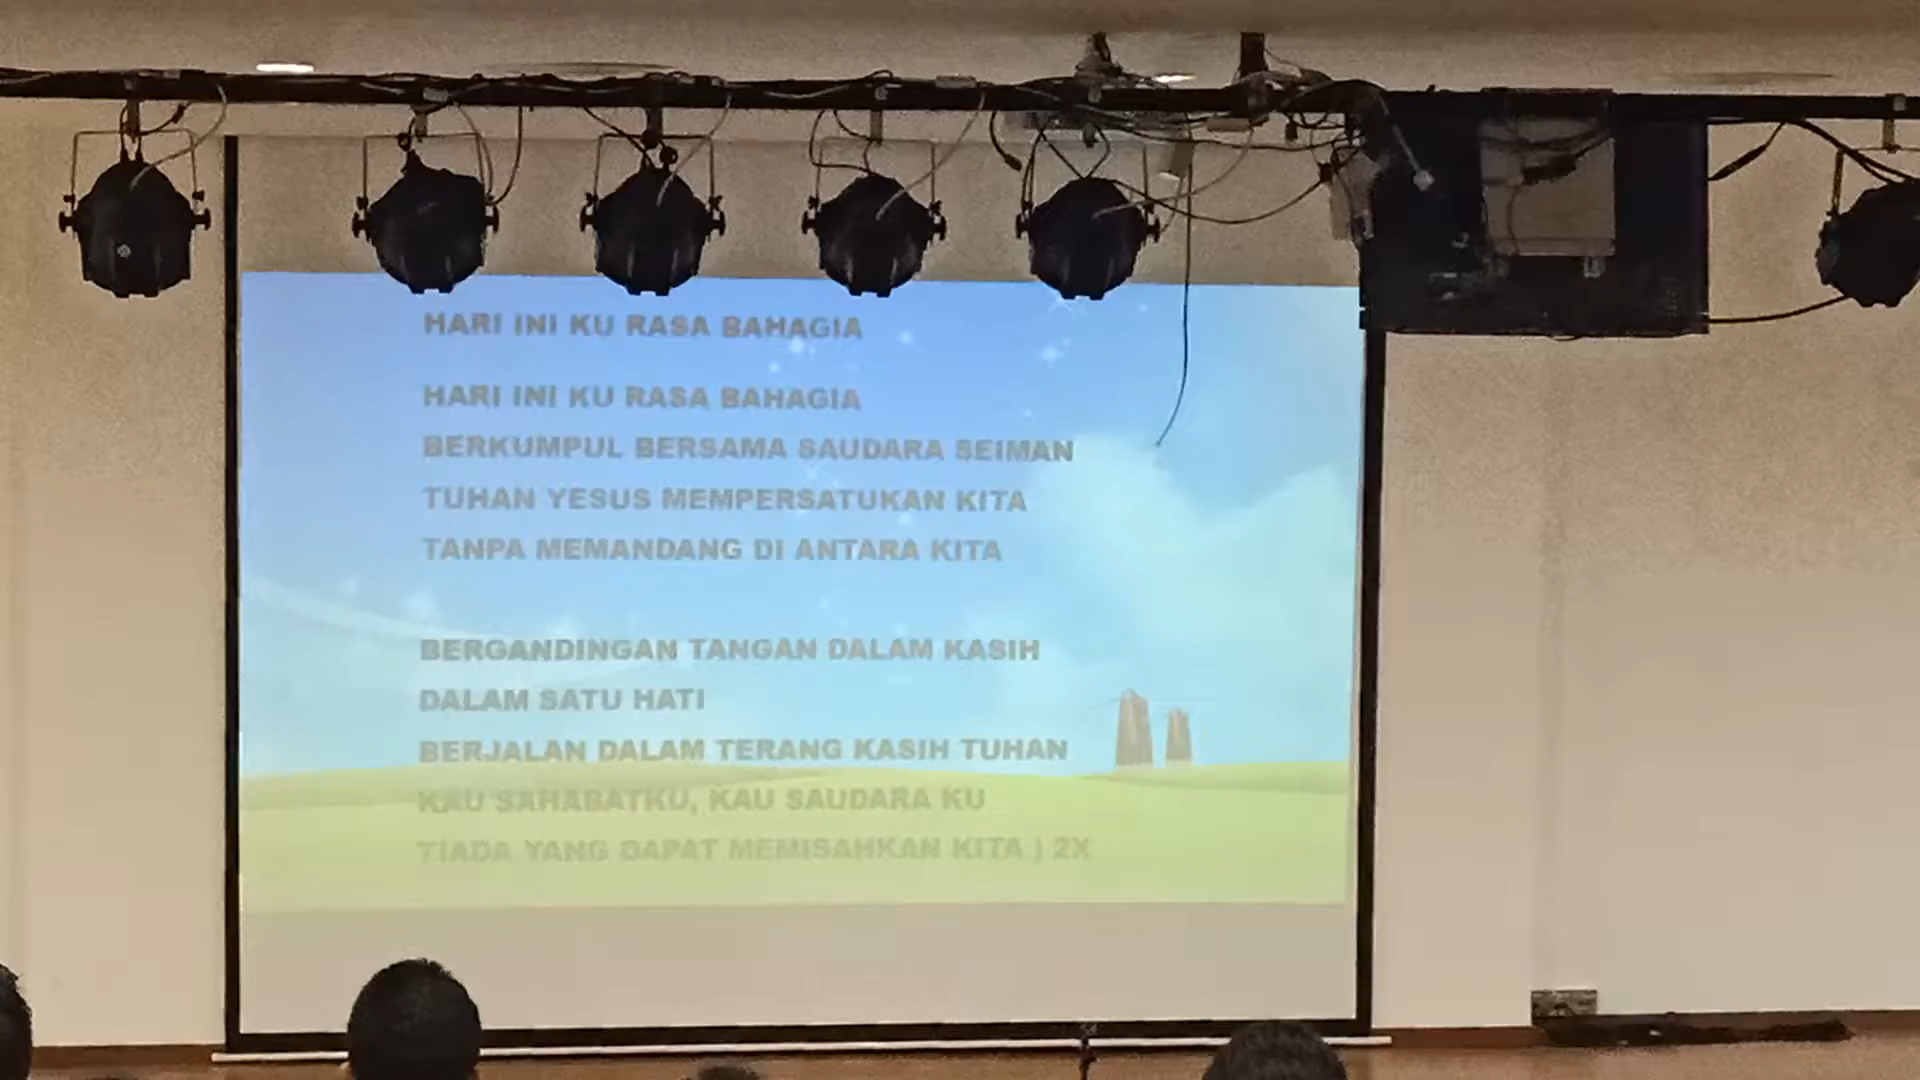 HARI INI KU RASA BAHAGIA
HARI INI KU RASA BAHAGIA
BERKUMPUL BERSAMA SAUDARA SEIMAN
TUHAN YESUS MEMPERSATUKAN KITA
TANPA MEMANDANG DI ANTARA KITA
BERGANDINGAN TANGAN DALAM KASIH
DALAM SATU HATI
BERJALAN DALAM TERANG KASIH TUHAN
KAU SAHABATKU, KAU SAUDARA KU
TIADA YANG DAPAT MEMISAHKAN KITA ) 2X